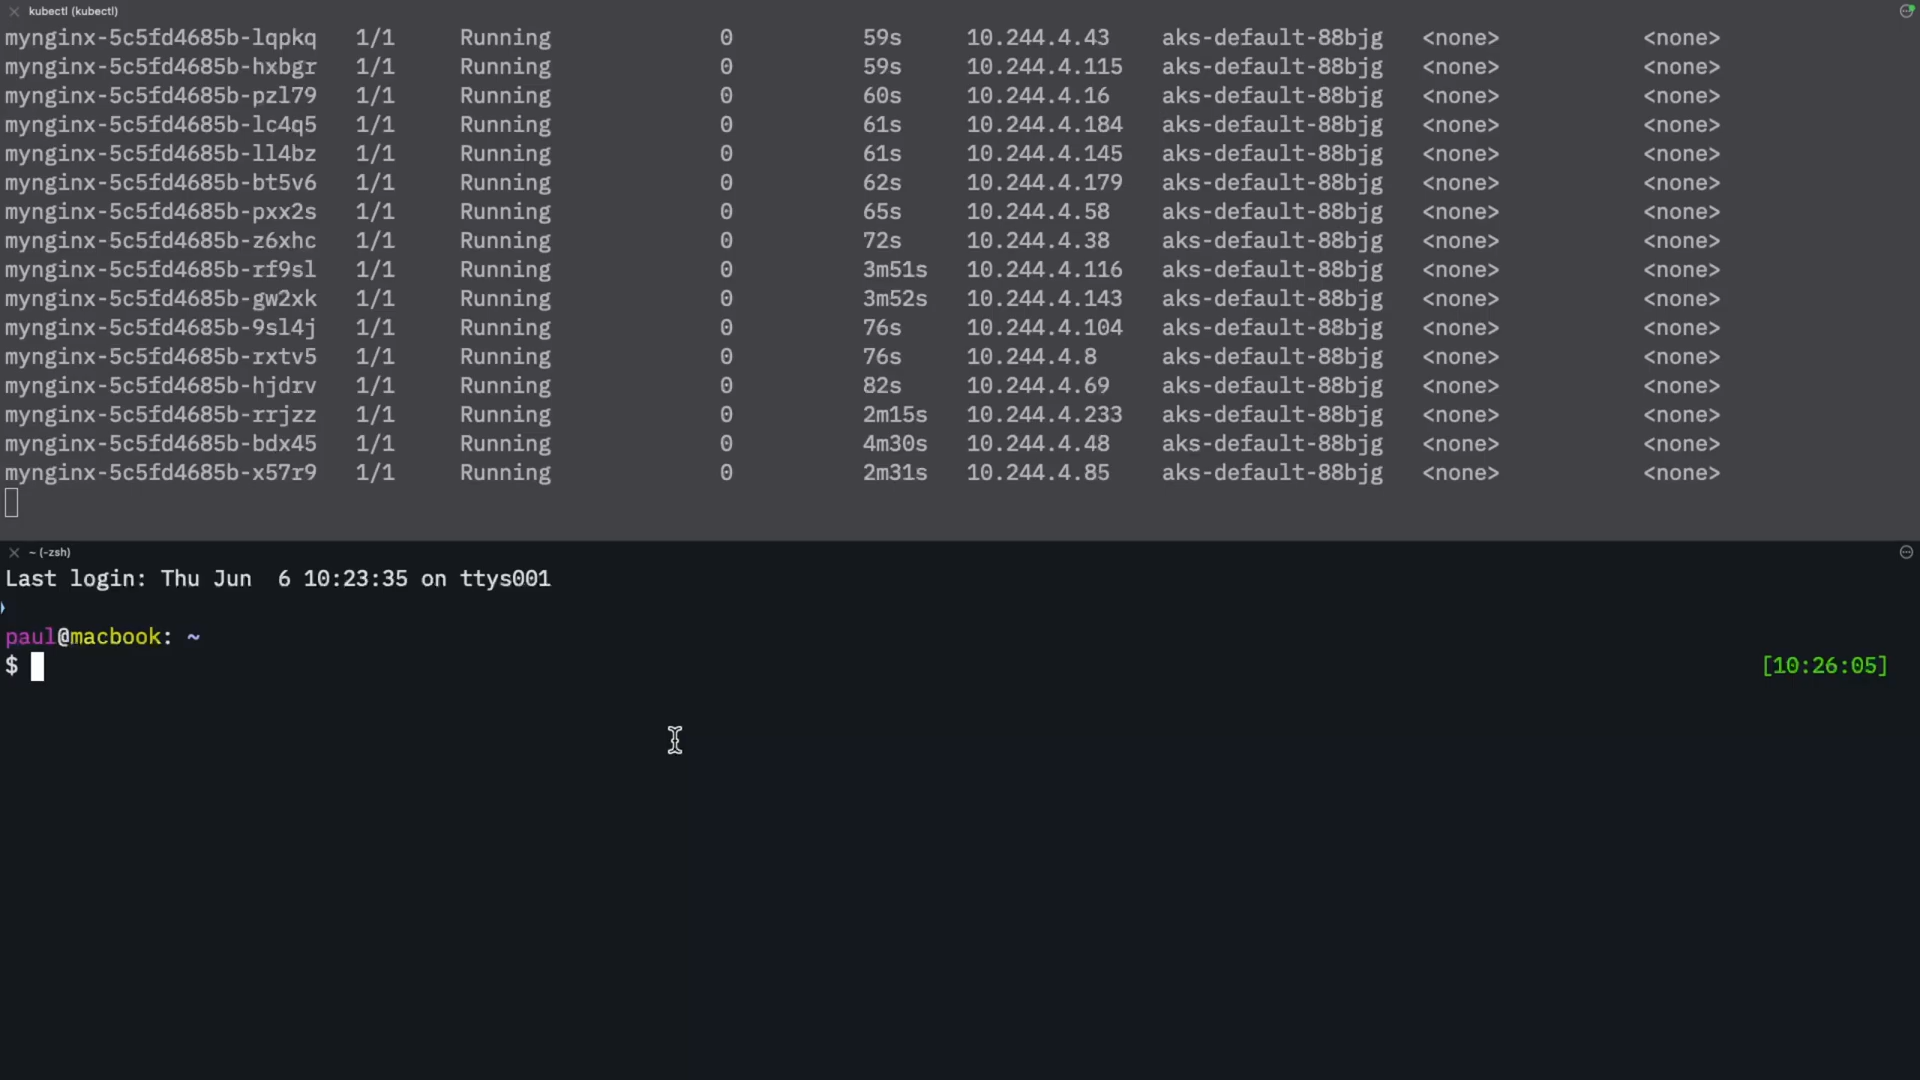 kubectl (kubectl)
mynginx-5c5fd4685b-lqpkq 1/1 Running 0 59s 10.244.4.43 aks-default-88bjg <none> <none>
mynginx-5c5fd4685b-hxbgr 1/1 Running 0 59s 10.244.4.115 aks-default-88bjg <none> <none>
mynginx-5c5fd4685b-pzl79 1/1 Running 0 60s 10.244.4.16 aks-default-88bjg <none> <none>
mynginx-5c5fd4685b-lc4q5 1/1 Running 0 61s 10.244.4.184 aks-default-88bjg <none> <none>
mynginx-5c5fd4685b-ll4bz 1/1 Running 0 61s 10.244.4.145 aks-default-88bjg <none> <none>
mynginx-5c5fd4685b-bt5v6 1/1 Running 0 62s 10.244.4.179 aks-default-88bjg <none> <none>
mynginx-5c5fd4685b-pxx2s 1/1 Running 0 65s 10.244.4.58 aks-default-88bjg <none> <none>
mynginx-5c5fd4685b-z6xhc 1/1 Running 0 72s 10.244.4.38 aks-default-88bjg <none> <none>
mynginx-5c5fd4685b-rf9sl 1/1 Running 0 3m51s 10.244.4.116 aks-default-88bjg <none> <none>
mynginx-5c5fd4685b-gw2xk 1/1 Running 0 3m52s 10.244.4.143 aks-default-88bjg <none> <none>
mynginx-5c5fd4685b-9sl4j 1/1 Running 0 76s 10.244.4.104 aks-default-88bjg <none> <none>
mynginx-5c5fd4685b-rxtv5 1/1 Running 0 76s 10.244.4.8 aks-default-88bjg <none> <none>
mynginx-5c5fd4685b-hjdrv 1/1 Running 0 82s 10.244.4.69 aks-default-88bjg <none> <none>
mynginx-5c5fd4685b-rrjzz 1/1 Running 0 2m15s 10.244.4.233 aks-default-88bjg <none> <none>
mynginx-5c5fd4685b-bdx45 1/1 Running 0 4m30s 10.244.4.48 aks-default-88bjg <none> <none>
mynginx-5c5fd4685b-x57r9 1/1 Running 0 2m31s 10.244.4.85 aks-default-88bjg <none> <none>
~ (-zsh)
Last login: Thu Jun  6 10:23:35 on ttys001
paul@macbook: ~
$ [10:26:05]